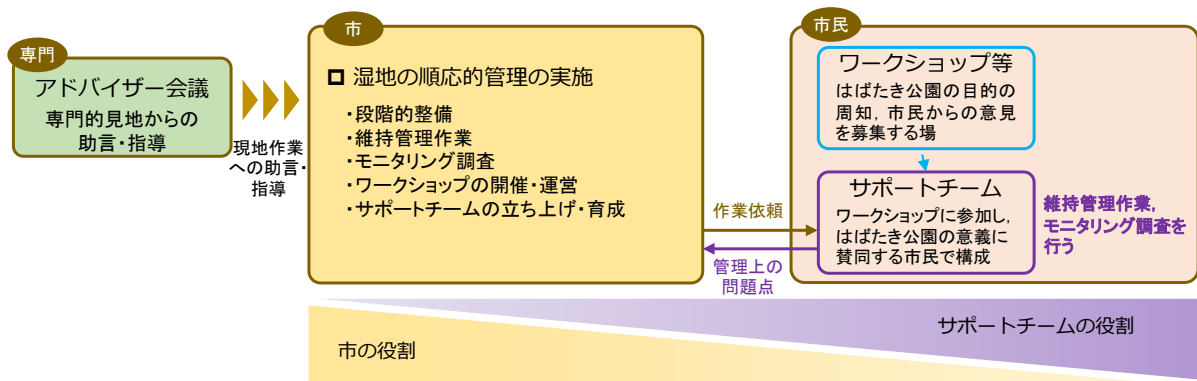 専門
アドバイザー会議
専門的見地からの
助言・指導
現地作業
への助言・
指導
市
湿地の順応的管理の実施
・段階的整備
・維持管理作業
・モニタリング調査
・ワークショップの開催・運営
・サポートチームの立ち上げ・育成
作業依頼
管理上の
問題点
市民
ワークショップ等
はばたき公園の目的の
周知，市民からの意見
を募集する場
サポートチーム
ワークショップに参加し，
はばたき公園の意義に
賛同する市民で構成
維持管理作業，
モニタリング調査を
行う
サポートチームの役割
市の役割